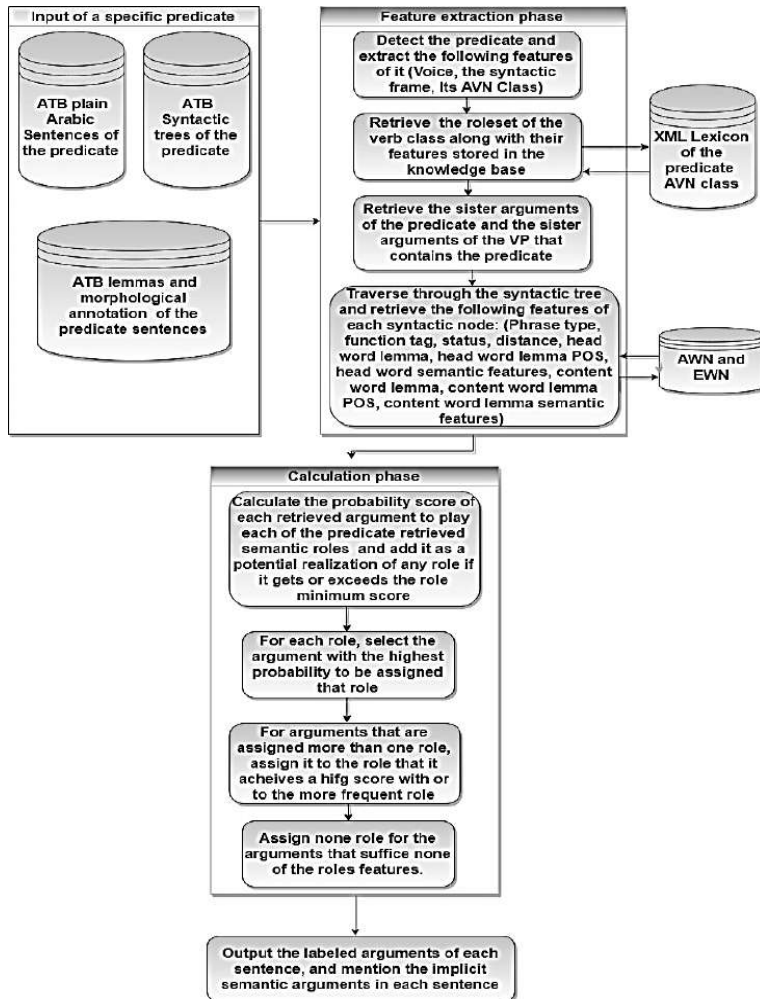 Input of a specific predicate
ATB plain
Arabic
Sentences of
the predicate
ATB
Syntactic
trees of the
predicate
ATB lemmas and
morphological
annotation of the
predicate sentences
Feature extraction phase
Detect the predicate and
extract the following features
of it (Voice, the syntactic
frame, Its AVN Class)
Retrieve the roleset of the
verb class along with their
features stored in the
knowledge base
XML Lexicon
of the
predicate
AVN class
Retrieve the sister arguments
of the predicate and the sister
arguments of the VP that
contains the predicate
Traverse through the syntactic tree
and retrieve the following features of
each syntactic node: (Phrase type,
function tag, status, distance, head
word lemma, head word lemma POS,
head word semantic features, content
word lemma, content word lemma
POS, content word lemma semantic
features)
AWN and
EWN
Calculation phase
Calculate the probability score of
each retrieved argument to play
each of the predicate retrieved
semantic roles and add it as a
potential realization of any role if
it gets or exceeds the role
minimum score
For each role, select the
argument with the highest
probability to be assigned
that role
For arguments that are
assigned more than one role,
assign it to the role that it
acheives a hifg score with or
to the more frequent role
Assign none role for the
arguments that suffice none
of the roles features.
Output the labeled arguments of each
sentence, and mention the implicit
semantic arguments in each sentence